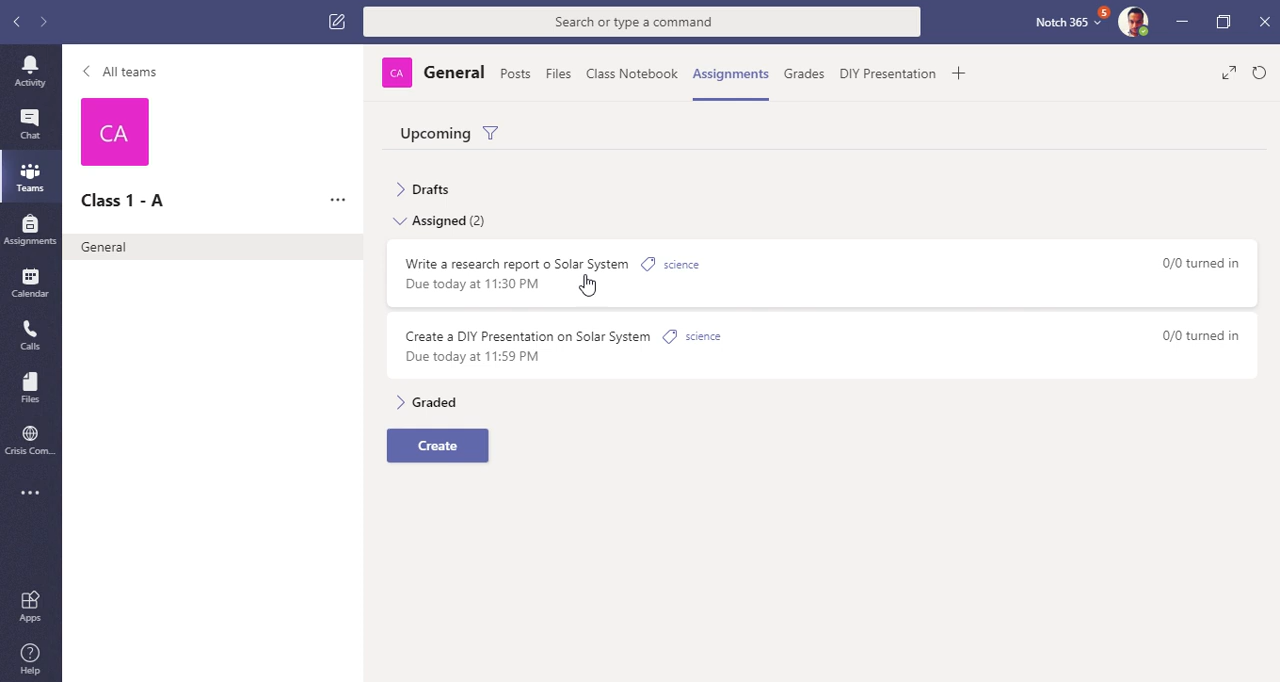 Search or type a command
Notch 365
5
Activity
Chat
Teams
Assignments
Calendar
Calls
Files
Crisis Com...
Apps
Help
All teams
CA
Class 1 - A
General
CA
General Posts Files Class Notebook Assignments Grades DIY Presentation
Upcoming
Drafts
Assigned (2)
Write a research report o Solar System science 0/0 turned in
Due today at 11:30 PM
Create a DIY Presentation on Solar System science 0/0 turned in
Due today at 11:59 PM
Graded
Create